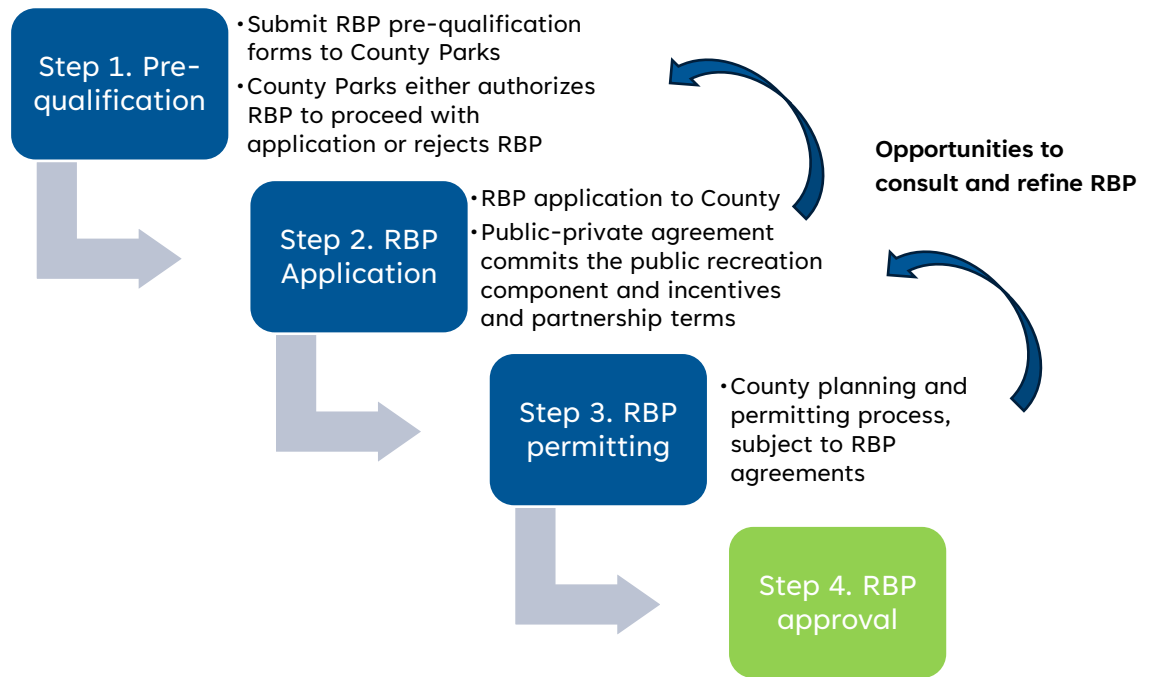 Step 1. Pre-
qualification
•Submit RBP pre-qualification
forms to County Parks
•County Parks either authorizes
RBP to proceed with
application or rejects RBP
Opportunities to
consult and refine RBP
Step 2. RBP
Application
•RBP application to County
•Public-private agreement
commits the public recreation
component and incentives
and partnership terms
Step 3. RBP
permitting
•County planning and
permitting process,
subject to RBP
agreements
Step 4. RBP
approval